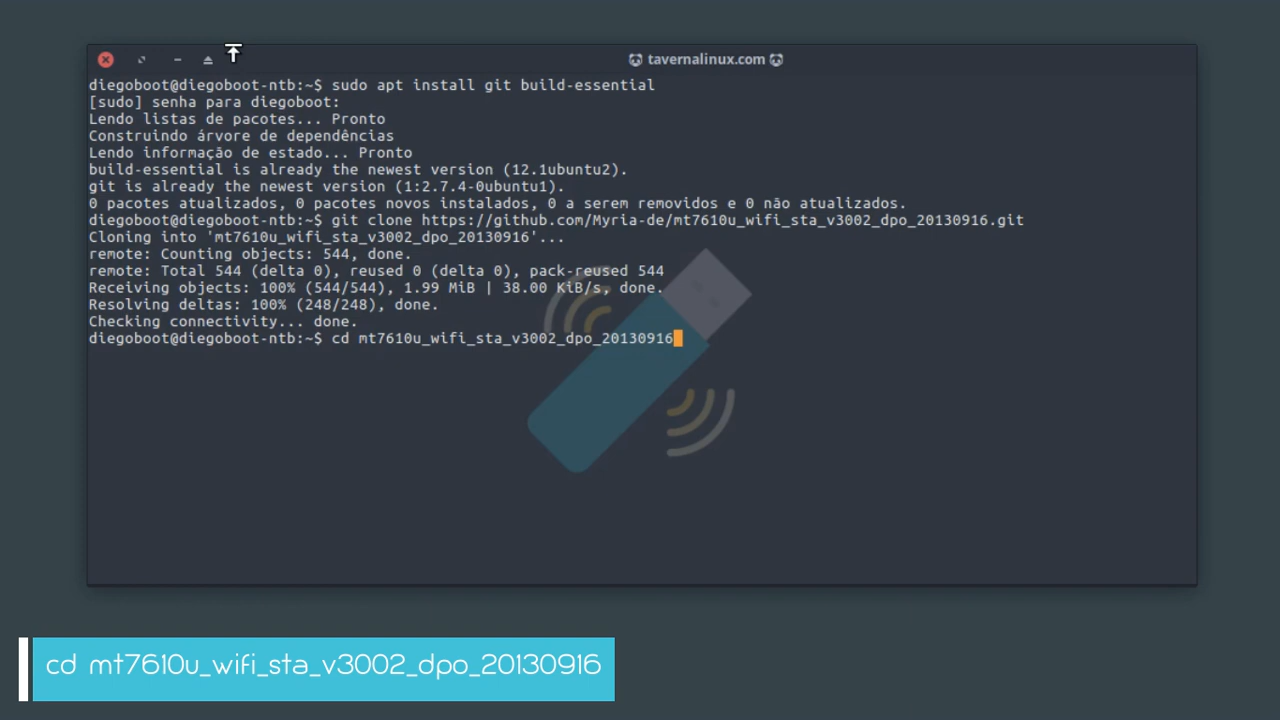 tavernalinux.com
diegoboot@diegoboot-ntb:~$ sudo apt install git build-essential
[sudo] senha para diegoboot:
Lendo listas de pacotes... Pronto
Construindo árvore de dependências
Lendo informação de estado... Pronto
build-essential is already the newest version (12.1ubuntu2).
git is already the newest version (1:2.7.4-0ubuntu1).
0 pacotes atualizados, 0 pacotes novos instalados, 0 a serem removidos e 0 não atualizados.
diegoboot@diegoboot-ntb:~$ git clone https://github.com/Myria-de/mt7610u_wifi_sta_v3002_dpo_20130916.git
Cloning into 'mt7610u_wifi_sta_v3002_dpo_20130916'...
remote: Counting objects: 544, done.
remote: Total 544 (delta 0), reused 0 (delta 0), pack-reused 544
Receiving objects: 100% (544/544), 1.99 MiB | 38.00 KiB/s, done.
Resolving deltas: 100% (248/248), done.
Checking connectivity... done.
diegoboot@diegoboot-ntb:~$ cd mt7610u_wifi_sta_v3002_dpo_20130916
cd mt7610u_wifi_sta_v3002_dpo_20130916